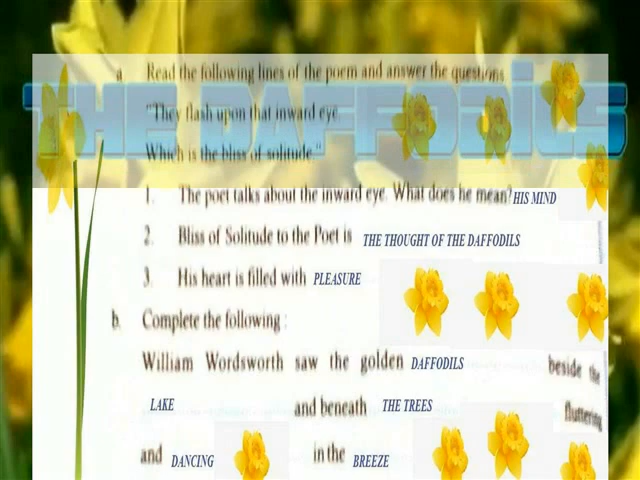 THE DAFFODILS
a Read the following lines of the poem and answer the questions
"They flash upon that inward eye,
Which is the bliss of solitude."
1. The poet talks about the inward eye. What does he mean? HIS MIND
2. Bliss of Solitude to the Poet is THE THOUGHT OF THE DAFFODILS
3. His heart is filled with PLEASURE
b. Complete the following :
William Wordsworth saw the golden DAFFODILS beside the
LAKE and beneath THE TREES fluttering
and DANCING in the BREEZE